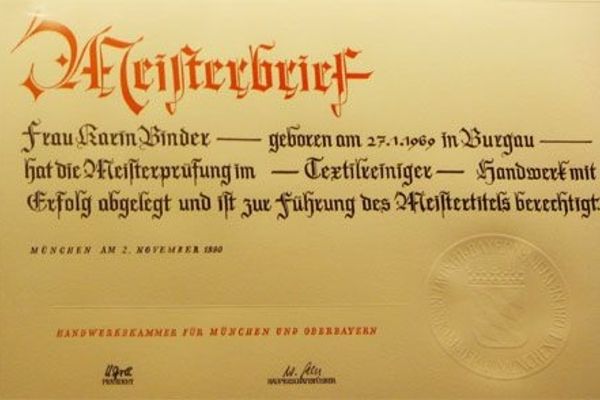 Meisterbrief
Frau Karin Binder — geboren am 27.1.1969 in Burgau —
hat die Meisterprüfung im — Textilreiniger — Handwerk mit
Erfolg abgelegt und ist zur Führung des Meistertitels berechtigt.
MÜNCHEN AM 2. NOVEMBER 1990
HANDWERKSKAMMER FÜR MÜNCHEN UND OBERBAYERN
PRÄSIDENT HAUPTGESCHÄFTSFÜHRER